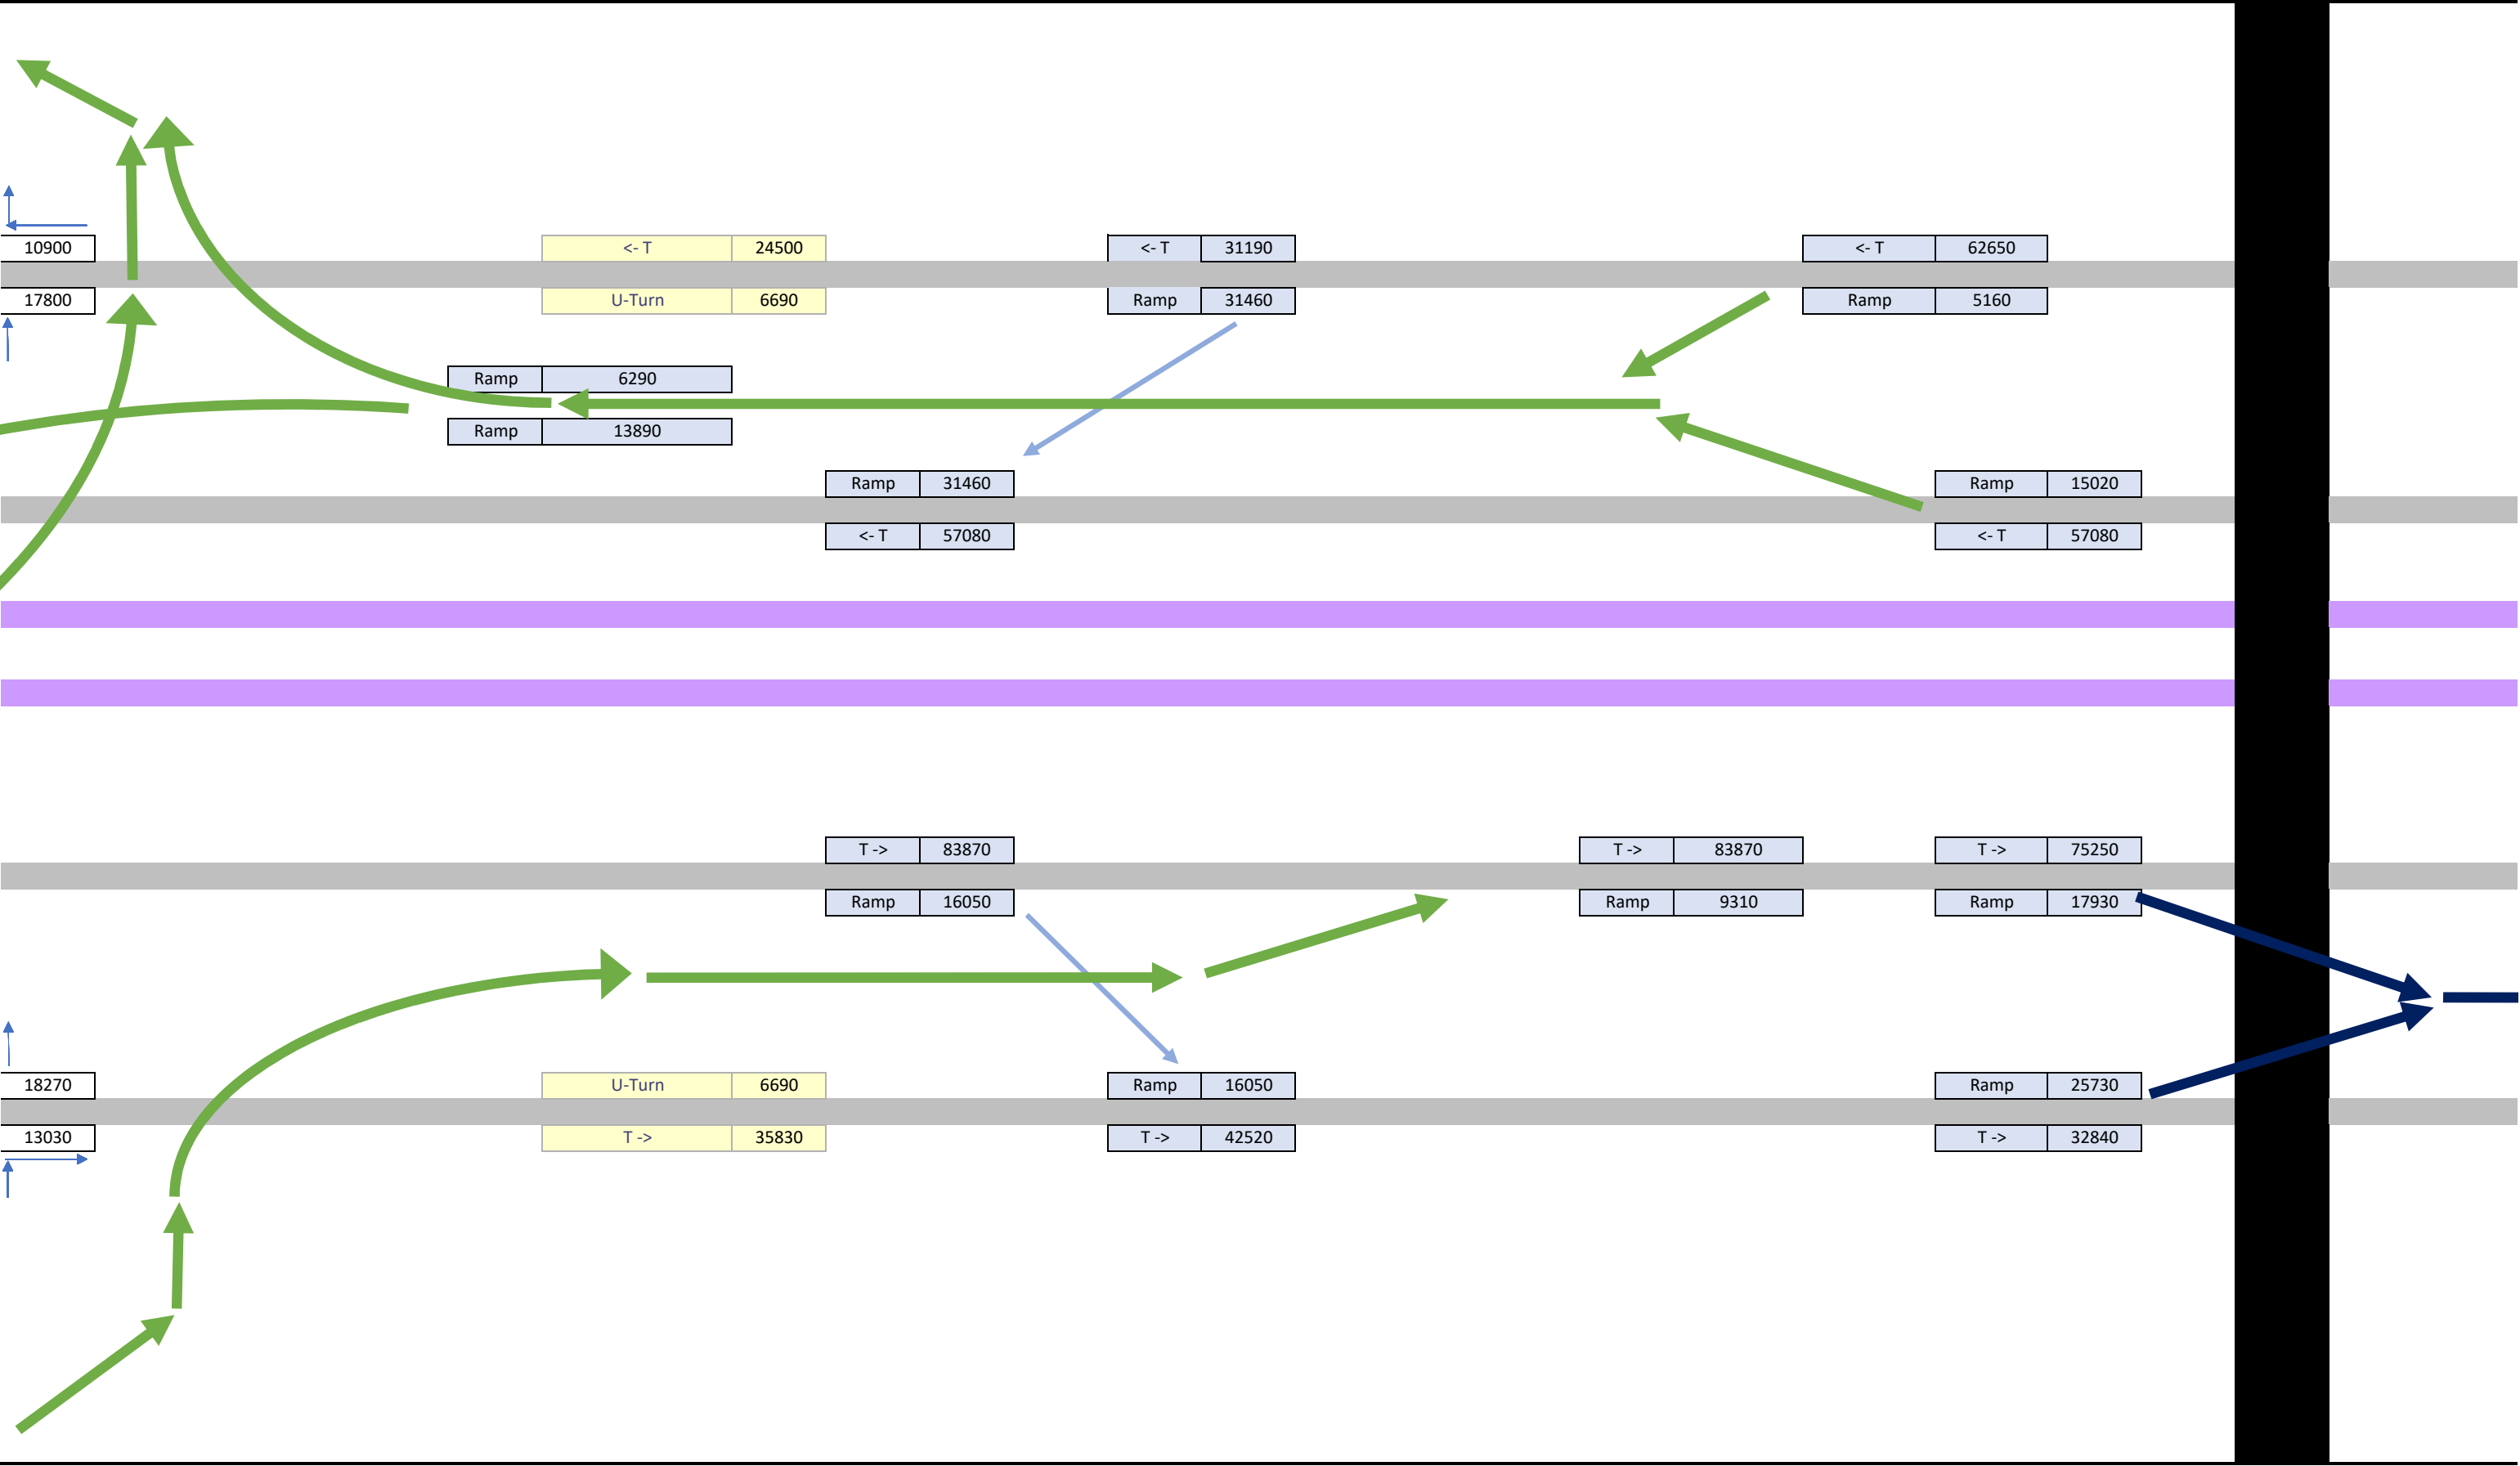 10900 <- T 24500 <- T 31190 <- T 62650
17800 U-Turn 6690 Ramp 31460 Ramp 5160
Ramp 6290
Ramp 13890
Ramp 31460 Ramp 15020
<- T 57080 <- T 57080
T -> 83870 T -> 83870 T -> 75250
Ramp 16050 Ramp 9310 Ramp 17930
18270 U-Turn 6690 Ramp 16050 Ramp 25730
13030 T -> 35830 T -> 42520 T -> 32840